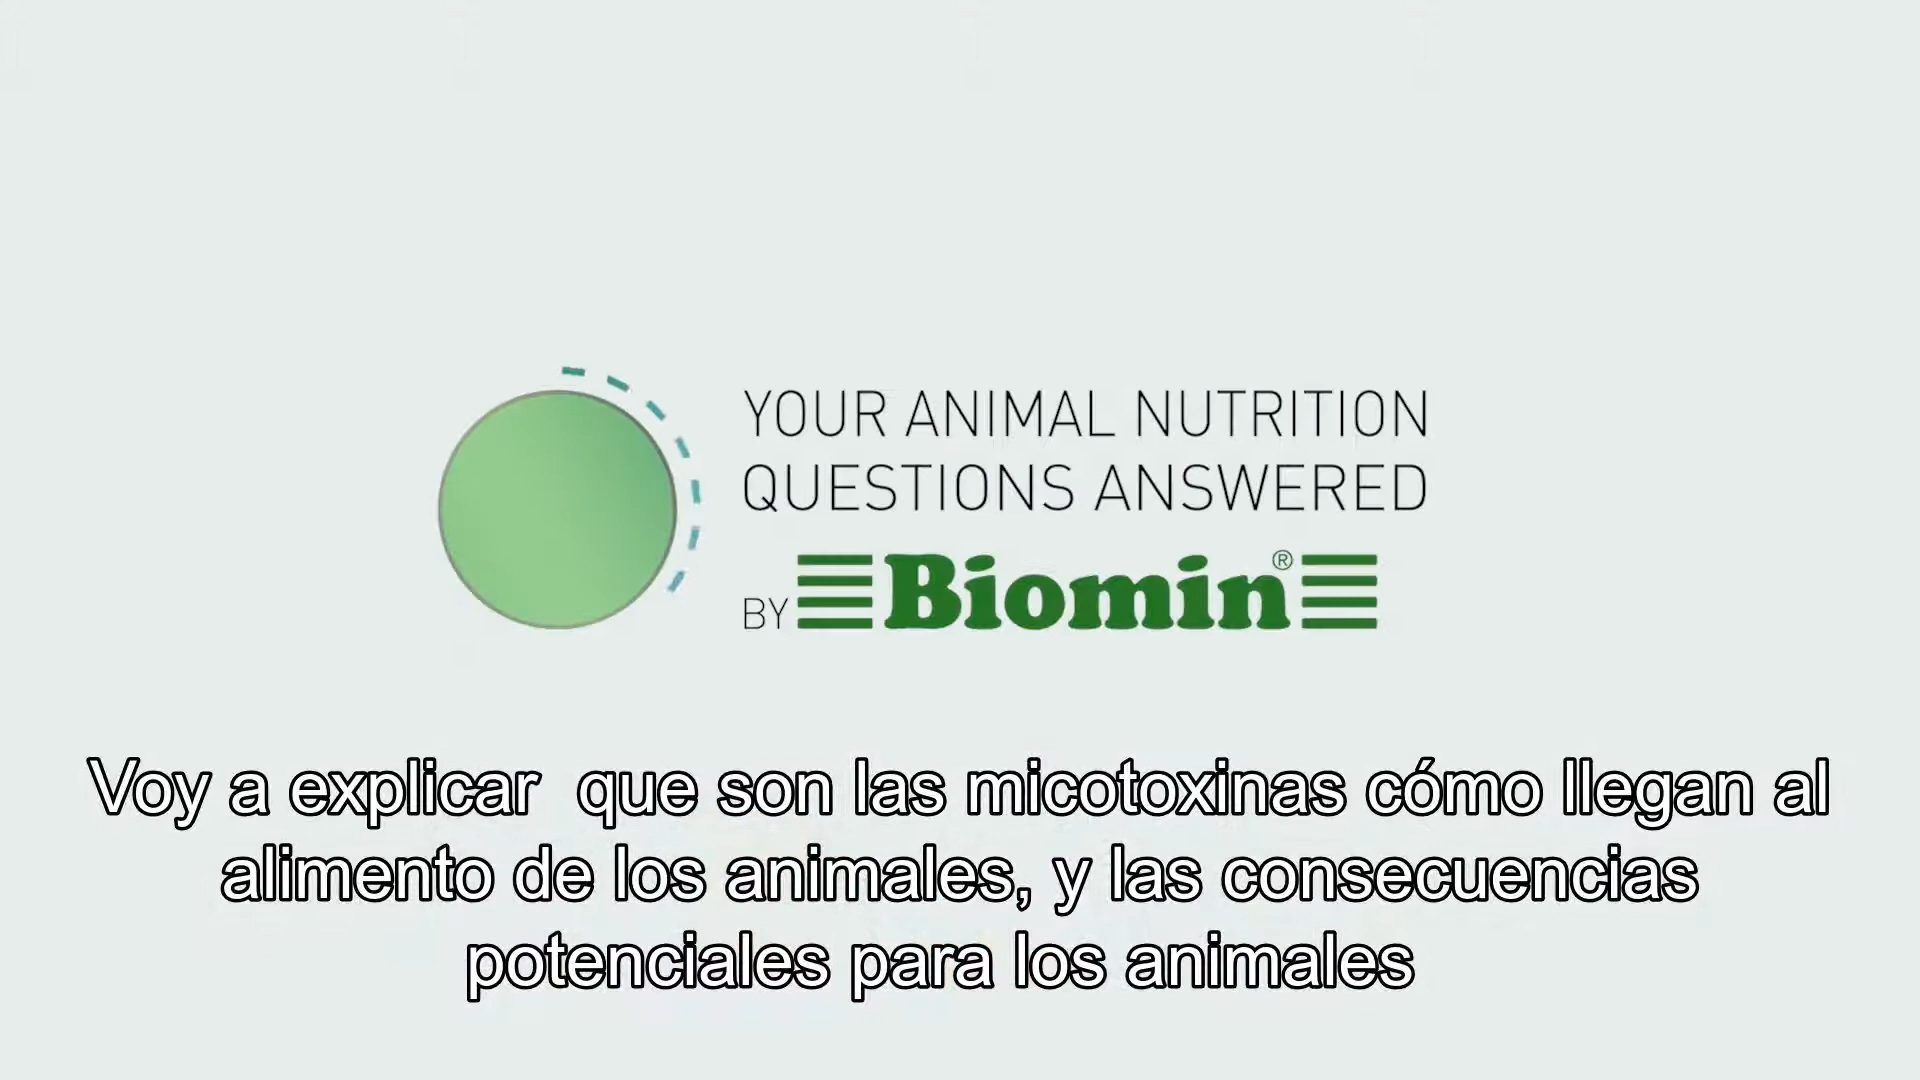 YOUR ANIMAL NUTRITION
QUESTIONS ANSWERED
BY Biomin®
Voy a explicar  que son las micotoxinas cómo llegan al
alimento de los animales, y las consecuencias
potenciales para los animales